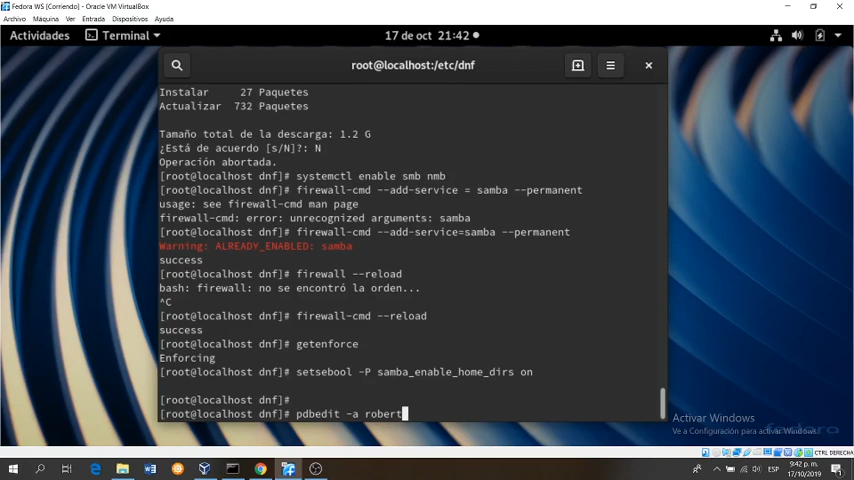 Fedora WS [Corriendo] - Oracle VM VirtualBox
Archivo Máquina Ver Entrada Dispositivos Ayuda
Actividades Terminal 17 de oct 21:42
root@localhost:/etc/dnf
Instalar 27 Paquetes
Actualizar 732 Paquetes
Tamaño total de la descarga: 1.2 G
¿Está de acuerdo [s/N]?: N
Operación abortada.
[root@localhost dnf]# systemctl enable smb nmb
[root@localhost dnf]# firewall-cmd --add-service = samba --permanent
usage: see firewall-cmd man page
firewall-cmd: error: unrecognized arguments: samba
[root@localhost dnf]# firewall-cmd --add-service=samba --permanent
Warning: ALREADY_ENABLED: samba
success
[root@localhost dnf]# firewall --reload
bash: firewall: no se encontró la orden...
^C
[root@localhost dnf]# firewall-cmd --reload
success
[root@localhost dnf]# getenforce
Enforcing
[root@localhost dnf]# setsebool -P samba_enable_home_dirs on
[root@localhost dnf]#
[root@localhost dnf]# pdbedit -a robert
Activar Windows
Ve a Configuración para activar Windows.
fedora
CTRL DERECHA
ESP
9:42 p. m.
17/10/2019
1